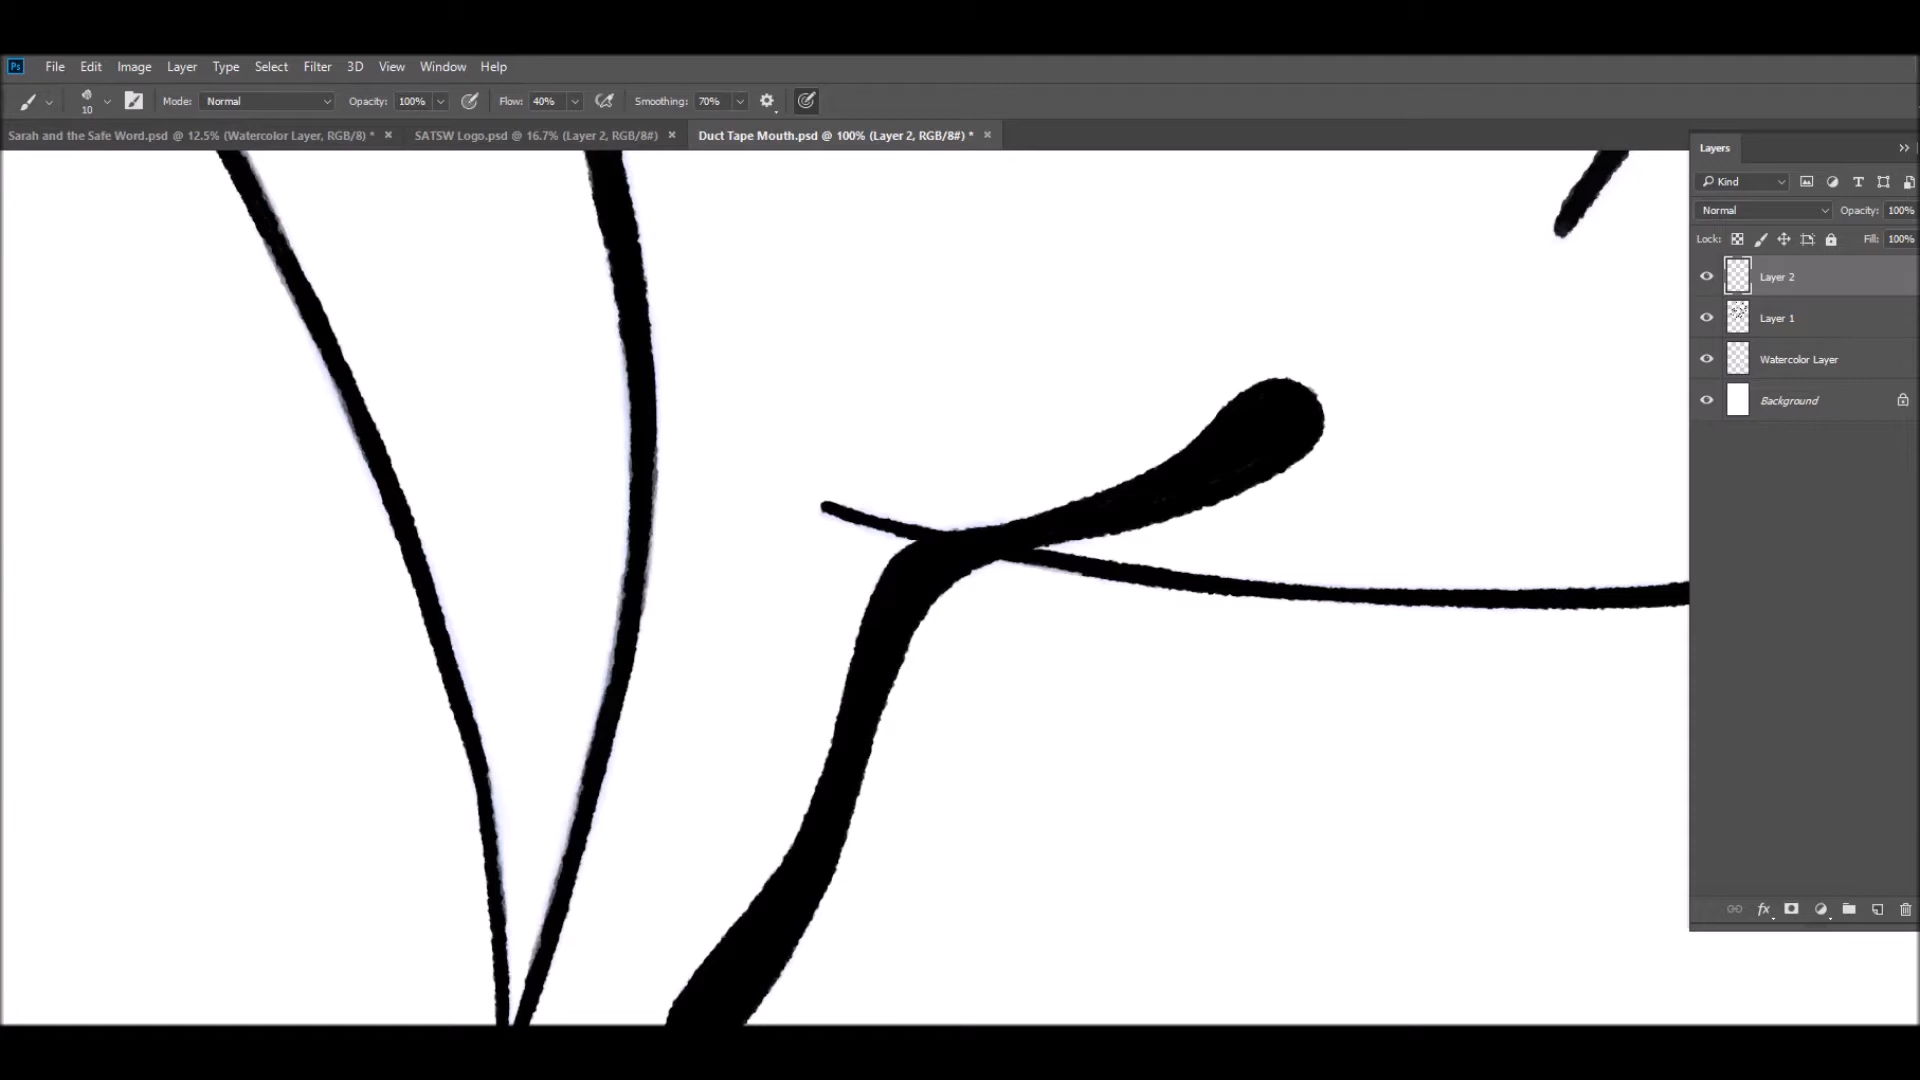 Ps File Edit Image Layer Type Select Filter 3D View Window Help
10 Mode: Normal Opacity: 100% Flow: 40% Smoothing: 70%
Sarah and the Safe Word.psd @ 12.5% (Watercolor Layer, RGB/8) * × SATSW Logo.psd @ 16.7% (Layer 2, RGB/8#) × Duct Tape Mouth.psd @ 100% (Layer 2, RGB/8#) * ×
Layers
Kind
Normal Opacity: 100%
Lock: Fill: 100%
Layer 2
Layer 1
Watercolor Layer
Background
fx